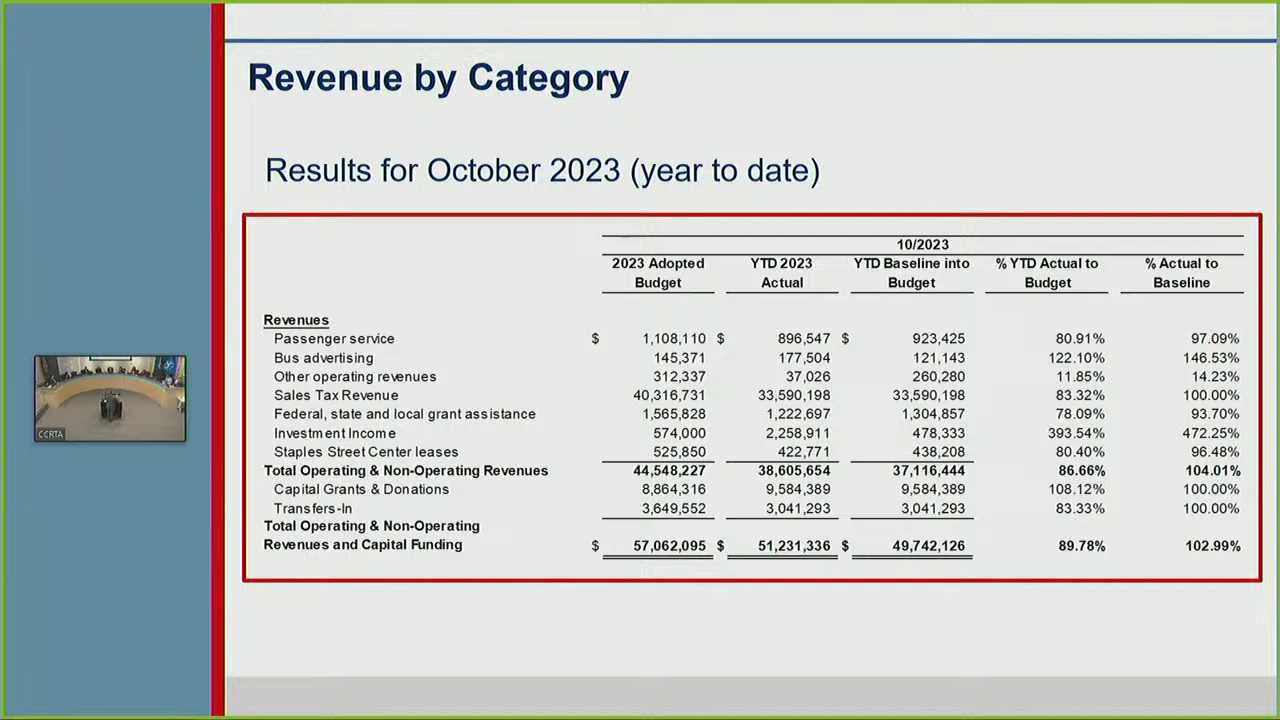 Revenue by Category
Results for October 2023 (year to date)
10/2023
2023 Adopted Budget YTD 2023 Actual YTD Baseline into Budget % YTD Actual to Budget % Actual to Baseline
Revenues
Passenger service $ 1,108,110 $ 896,547 $ 923,425 80.91% 97.09%
Bus advertising 145,371 177,504 121,143 122.10% 146.53%
Other operating revenues 312,337 37,026 260,280 11.85% 14.23%
Sales Tax Revenue 40,316,731 33,590,198 33,590,198 83.32% 100.00%
Federal, state and local grant assistance 1,565,828 1,222,697 1,304,857 78.09% 93.70%
Investment Income 574,000 2,258,911 478,333 393.54% 472.25%
Staples Street Center leases 525,850 422,771 438,208 80.40% 96.48%
Total Operating & Non-Operating Revenues 44,548,227 38,605,654 37,116,444 86.66% 104.01%
Capital Grants & Donations 8,864,316 9,584,389 9,584,389 108.12% 100.00%
Transfers-In 3,649,552 3,041,293 3,041,293 83.33% 100.00%
Total Operating & Non-Operating
Revenues and Capital Funding $ 57,062,095 $ 51,231,336 $ 49,742,126 89.78% 102.99%
CCRTA